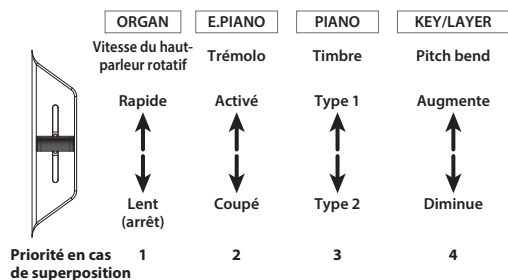 ORGAN E.PIANO PIANO KEY/LAYER
Vitesse du haut-
parleur rotatif Trémolo Timbre Pitch bend
Rapide Activé Type 1 Augmente
Lent
(arrêt) Coupé Type 2 Diminue
Priorité en cas
de superposition 1 2 3 4